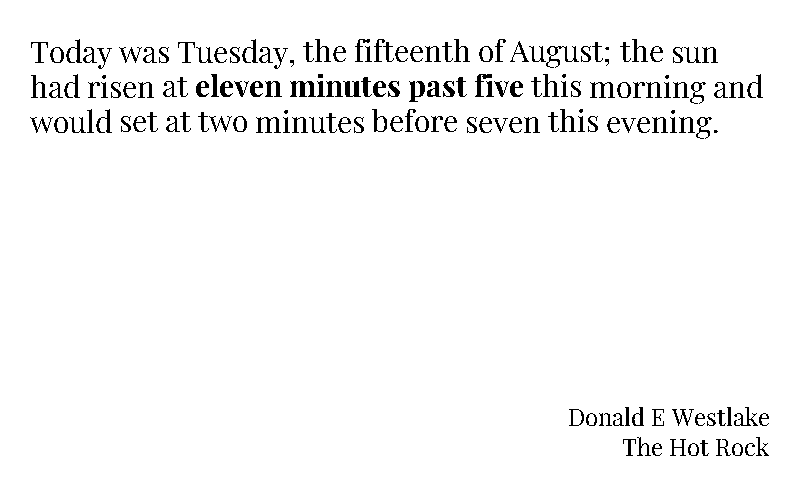 Today was Tuesday, the fifteenth of August; the sun
had risen at eleven minutes past five this morning and
would set at two minutes before seven this evening.
Donald E Westlake
The Hot Rock